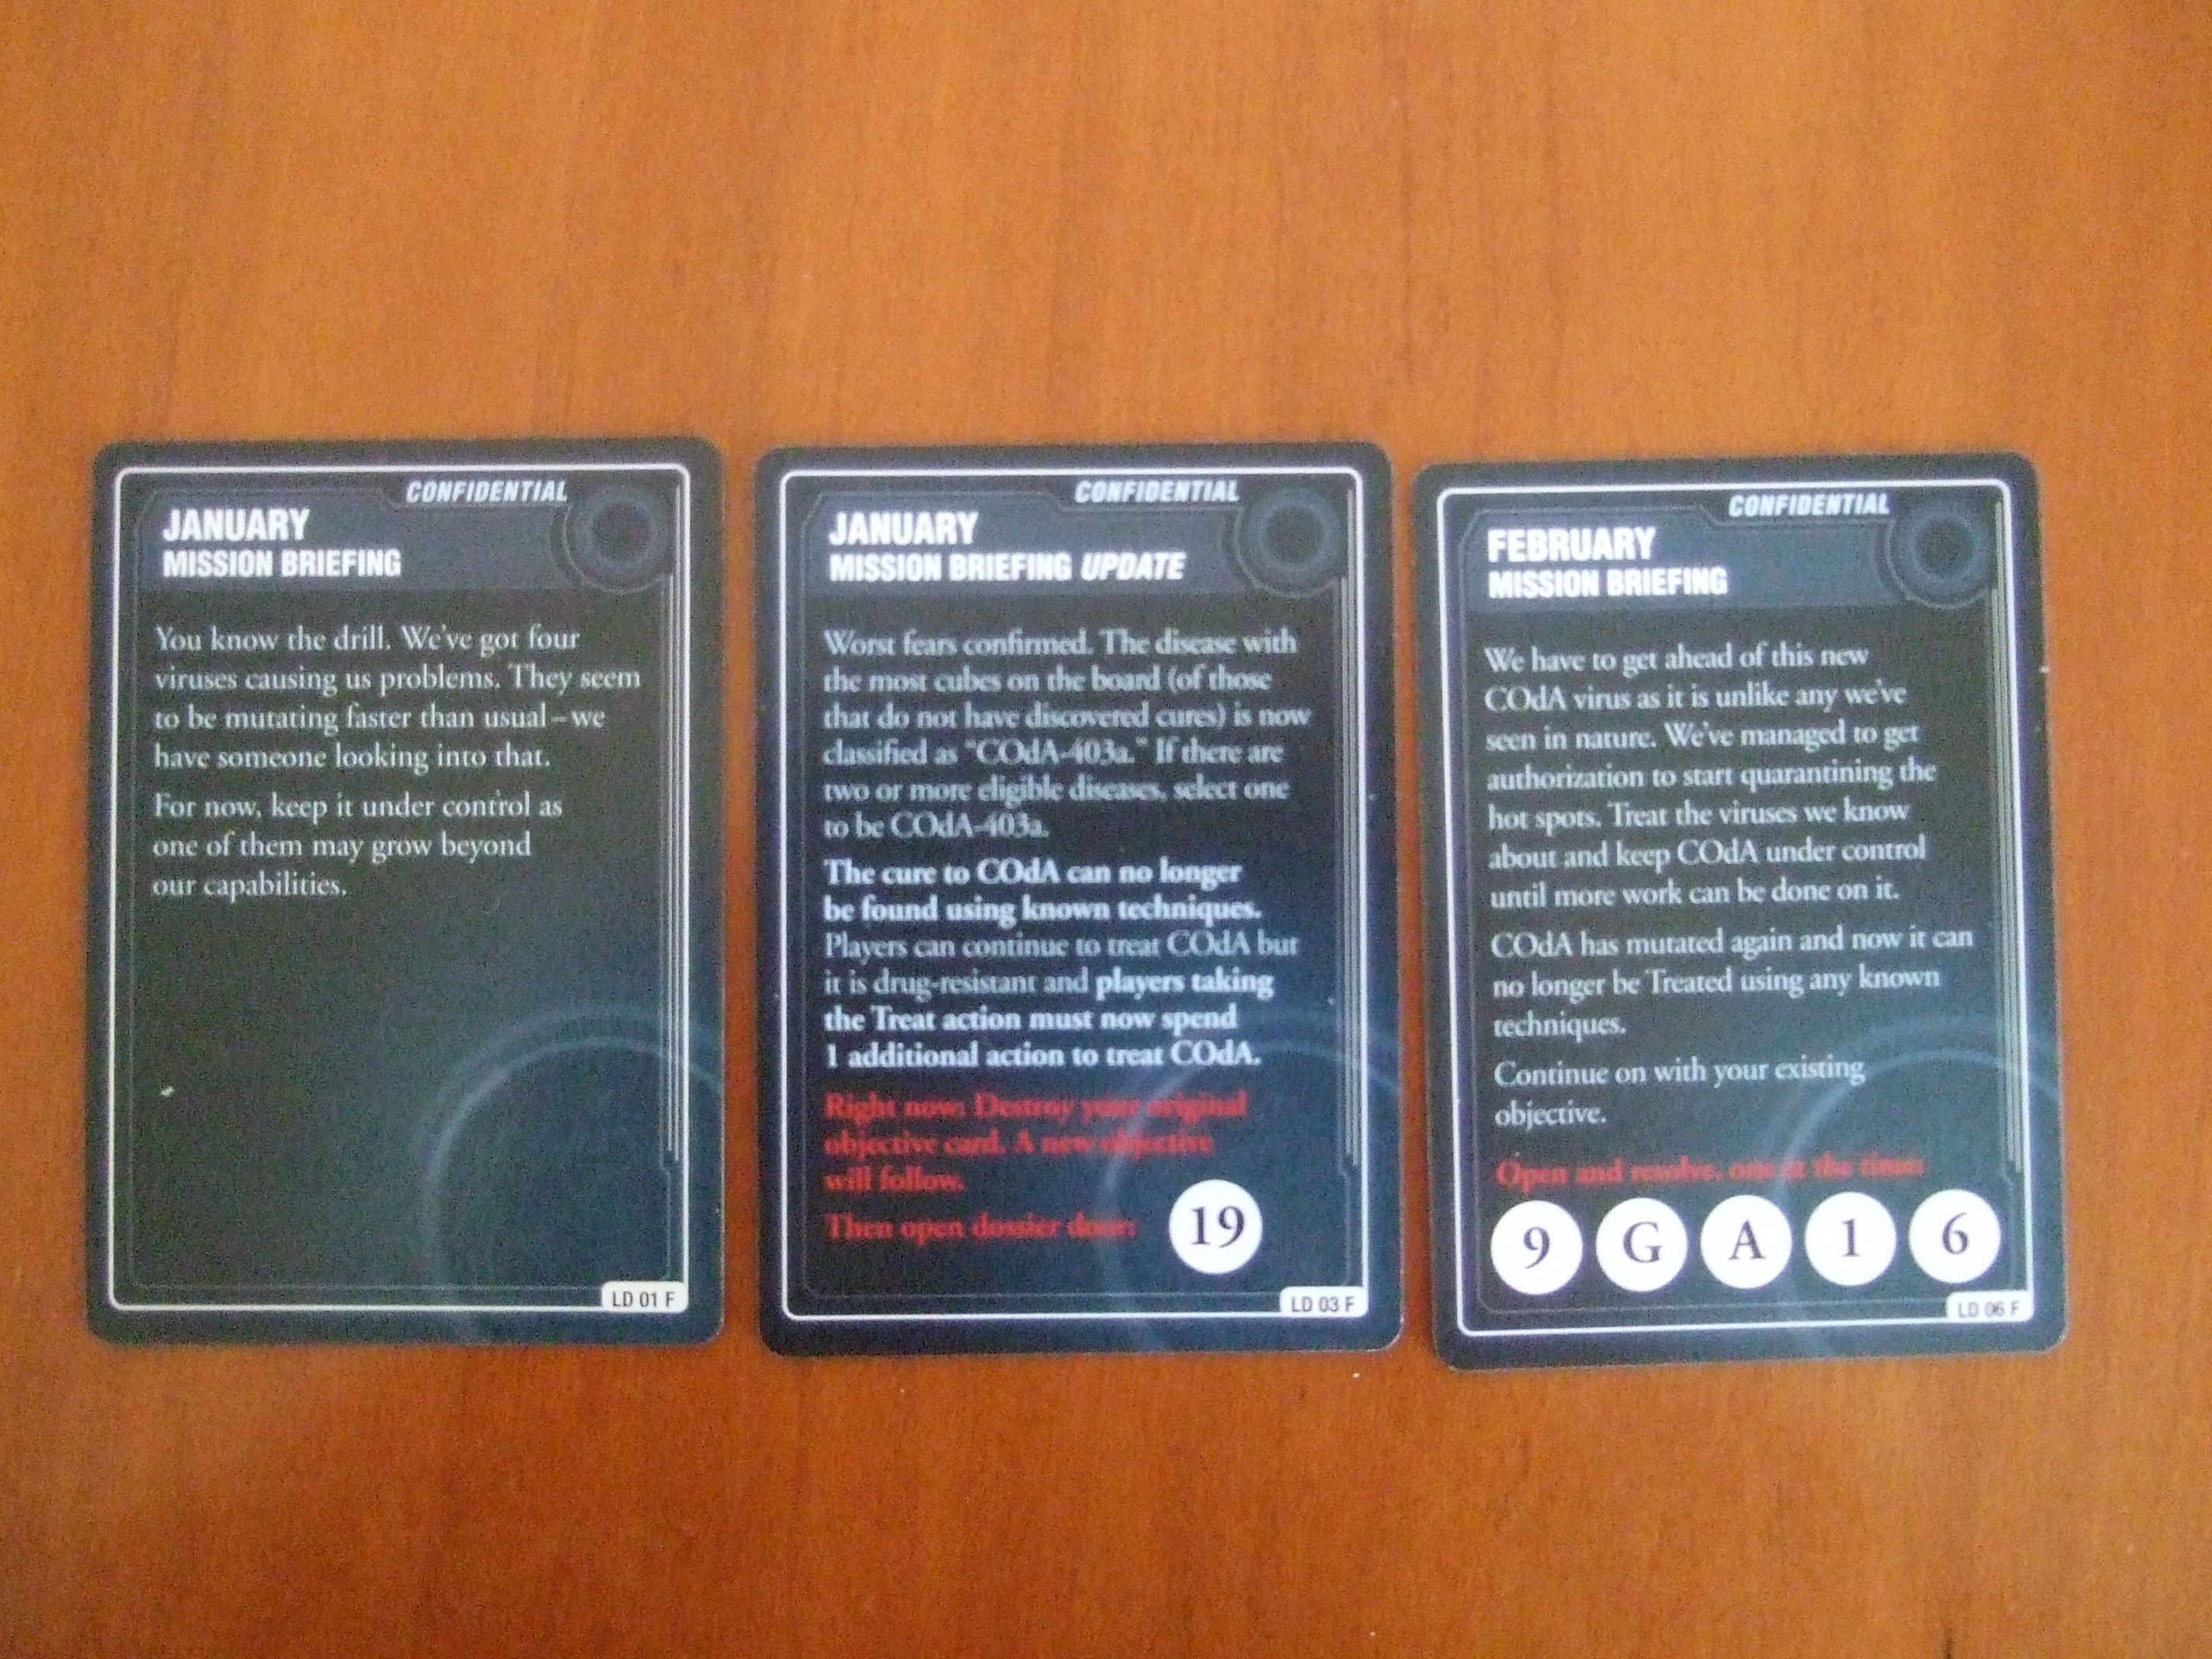 CONFIDENTIAL
JANUARY
MISSION BRIEFING
You know the drill. We've got four
viruses causing us problems. They seem
to be mutating faster than usual – we
have someone looking into that.
For now, keep it under control as
one of them may grow beyond
our capabilities.
LD 01 F
CONFIDENTIAL
JANUARY
MISSION BRIEFING UPDATE
Worst fears confirmed. The disease with
the most cubes on the board (of those
that do not have discovered cures) is now
classified as "COdA-403a." If there are
two or more eligible diseases, select one
to be COdA-403a.
The cure to COdA can no longer
be found using known techniques.
Players can continue to treat COdA but
it is drug-resistant and players taking
the Treat action must now spend
1 additional action to treat COdA.
Right now: Destroy your original
objective card. A new objective
will follow.
Then open dossier door:
19
LD 03 F
CONFIDENTIAL
FEBRUARY
MISSION BRIEFING
We have to get ahead of this new
COdA virus as it is unlike any we've
seen in nature. We've managed to get
authorization to start quarantining the
hot spots. Treat the viruses we know
about and keep COdA under control
until more work can be done on it.
COdA has mutated again and now it can
no longer be Treated using any known
techniques.
Continue on with your existing
objective.
Open and resolve, one at the time:
9 G A 1 6
LD 06 F